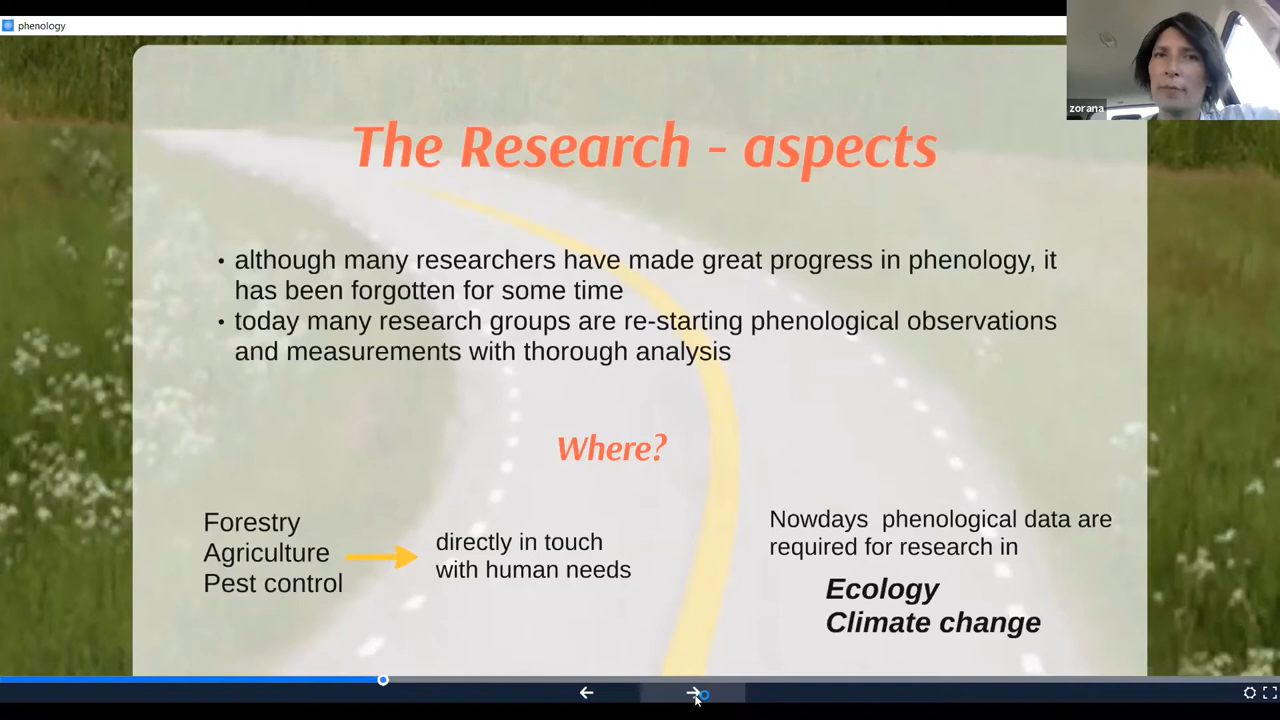 phenology
zorana
The Research - aspects
• although many researchers have made great progress in phenology, it
has been forgotten for some time
• today many research groups are re-starting phenological observations
and measurements with thorough analysis
Where?
Forestry
Agriculture
Pest control
directly in touch
with human needs
Nowdays phenological data are
required for research in
Ecology
Climate change